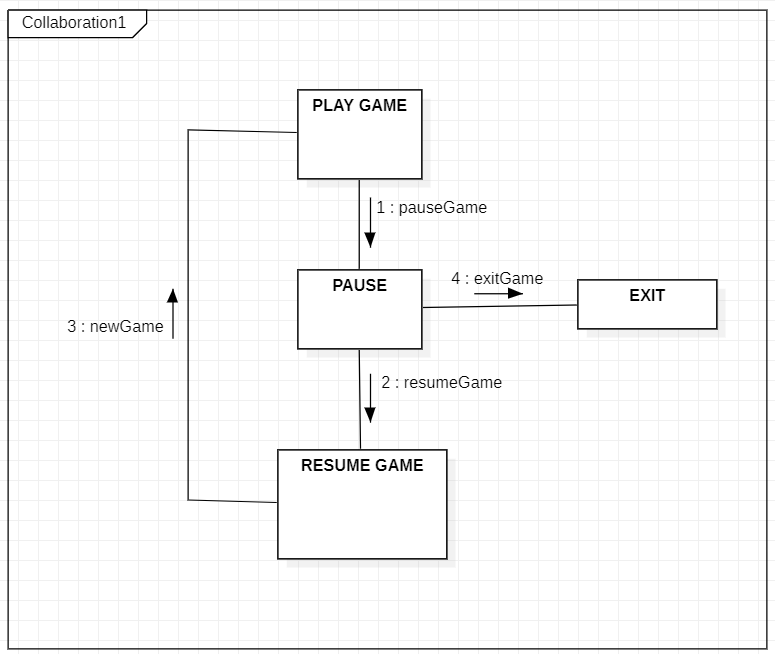 Collaboration1
PLAY GAME
1 : pauseGame
PAUSE
4 : exitGame
EXIT
3 : newGame
2 : resumeGame
RESUME GAME